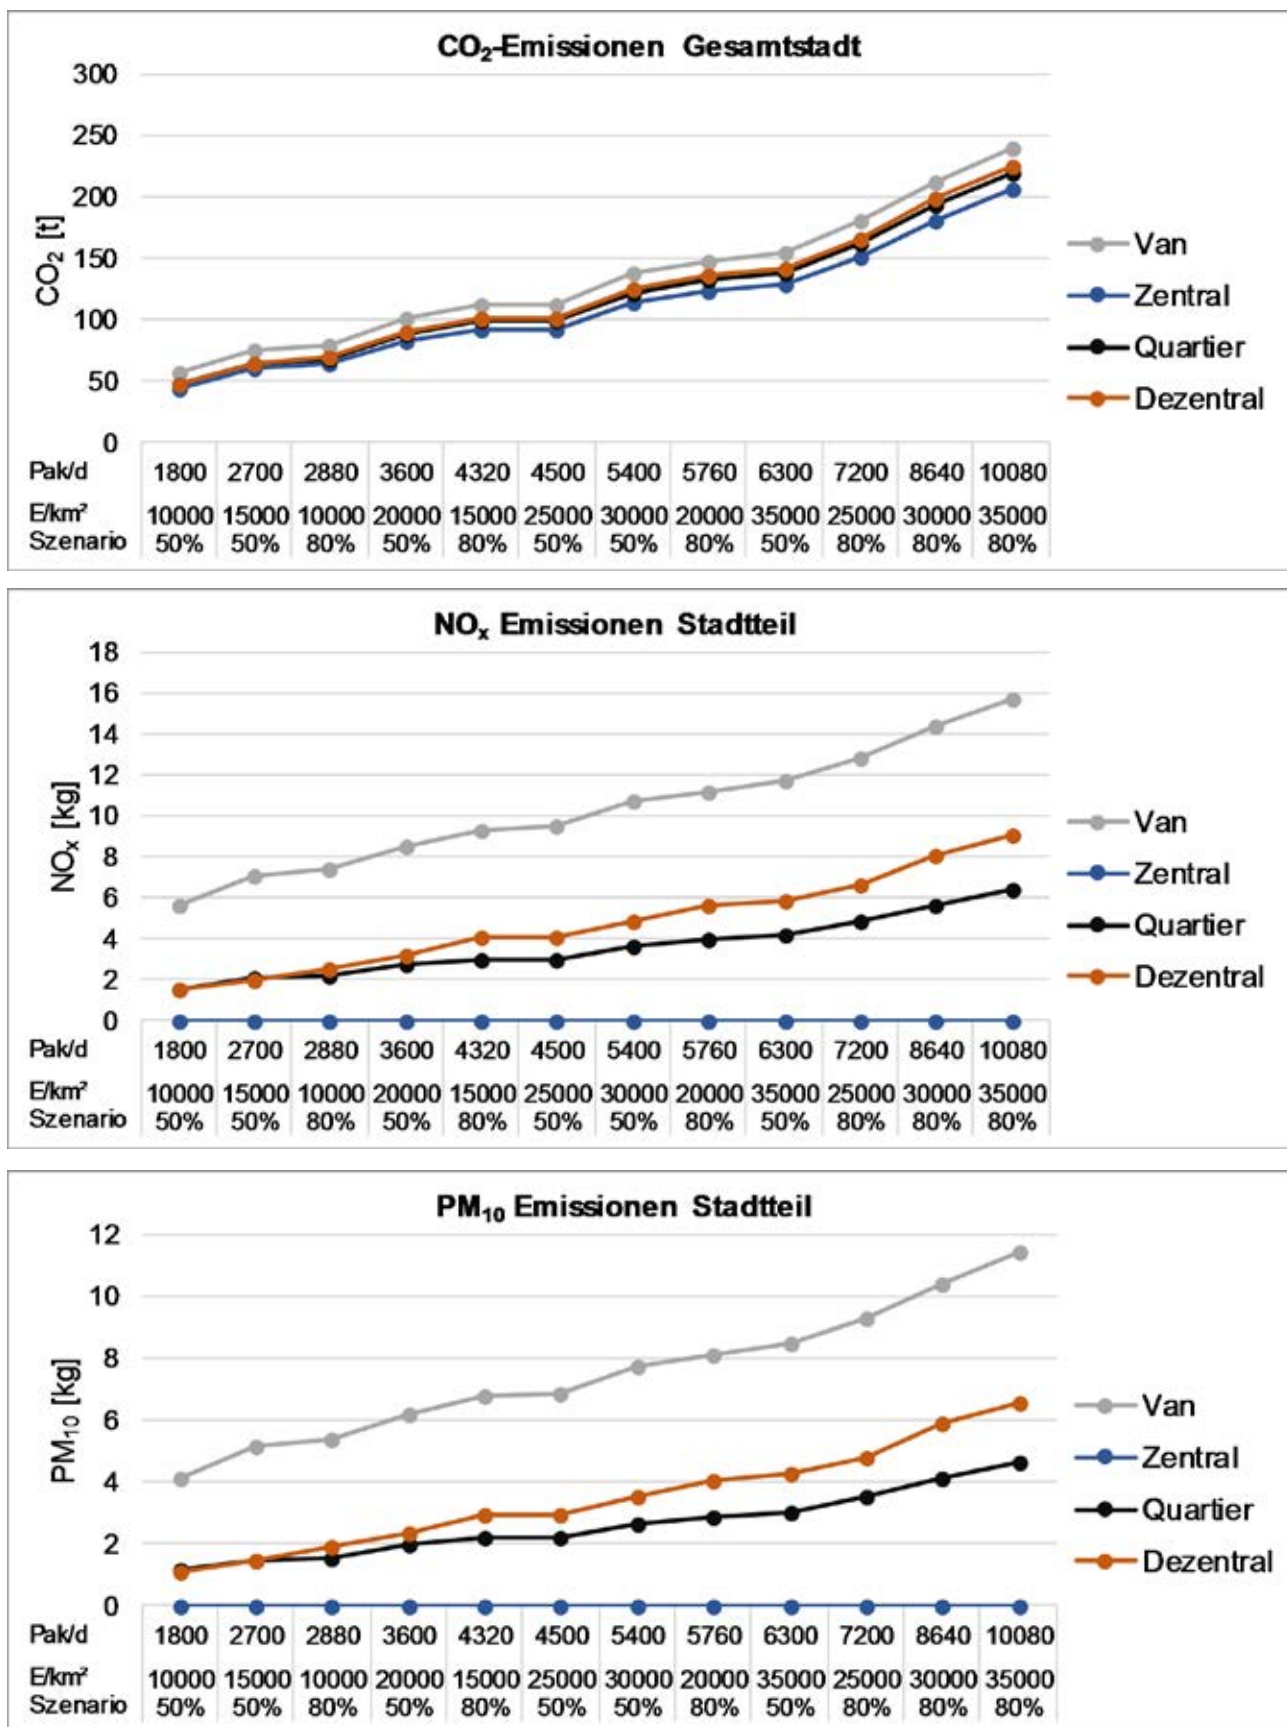 CO₂-Emissionen Gesamtstadt
300
250
200
150
100
50
0
CO₂ [t]
Van
Zentral
Quartier
Dezentral
Pak/d 1800 2700 2880 3600 4320 4500 5400 5760 6300 7200 8640 10080
E/km² 10000 15000 10000 20000 15000 25000 30000 20000 35000 25000 30000 35000
Szenario 50% 50% 80% 50% 80% 50% 50% 80% 50% 80% 80% 80%
NOₓ Emissionen Stadtteil
18
16
14
12
10
8
6
4
2
0
NOₓ [kg]
Van
Zentral
Quartier
Dezentral
Pak/d 1800 2700 2880 3600 4320 4500 5400 5760 6300 7200 8640 10080
E/km² 10000 15000 10000 20000 15000 25000 30000 20000 35000 25000 30000 35000
Szenario 50% 50% 80% 50% 80% 50% 50% 80% 50% 80% 80% 80%
PM₁₀ Emissionen Stadtteil
12
10
8
6
4
2
0
PM₁₀ [kg]
Van
Zentral
Quartier
Dezentral
Pak/d 1800 2700 2880 3600 4320 4500 5400 5760 6300 7200 8640 10080
E/km² 10000 15000 10000 20000 15000 25000 30000 20000 35000 25000 30000 35000
Szenario 50% 50% 80% 50% 80% 50% 50% 80% 50% 80% 80% 80%